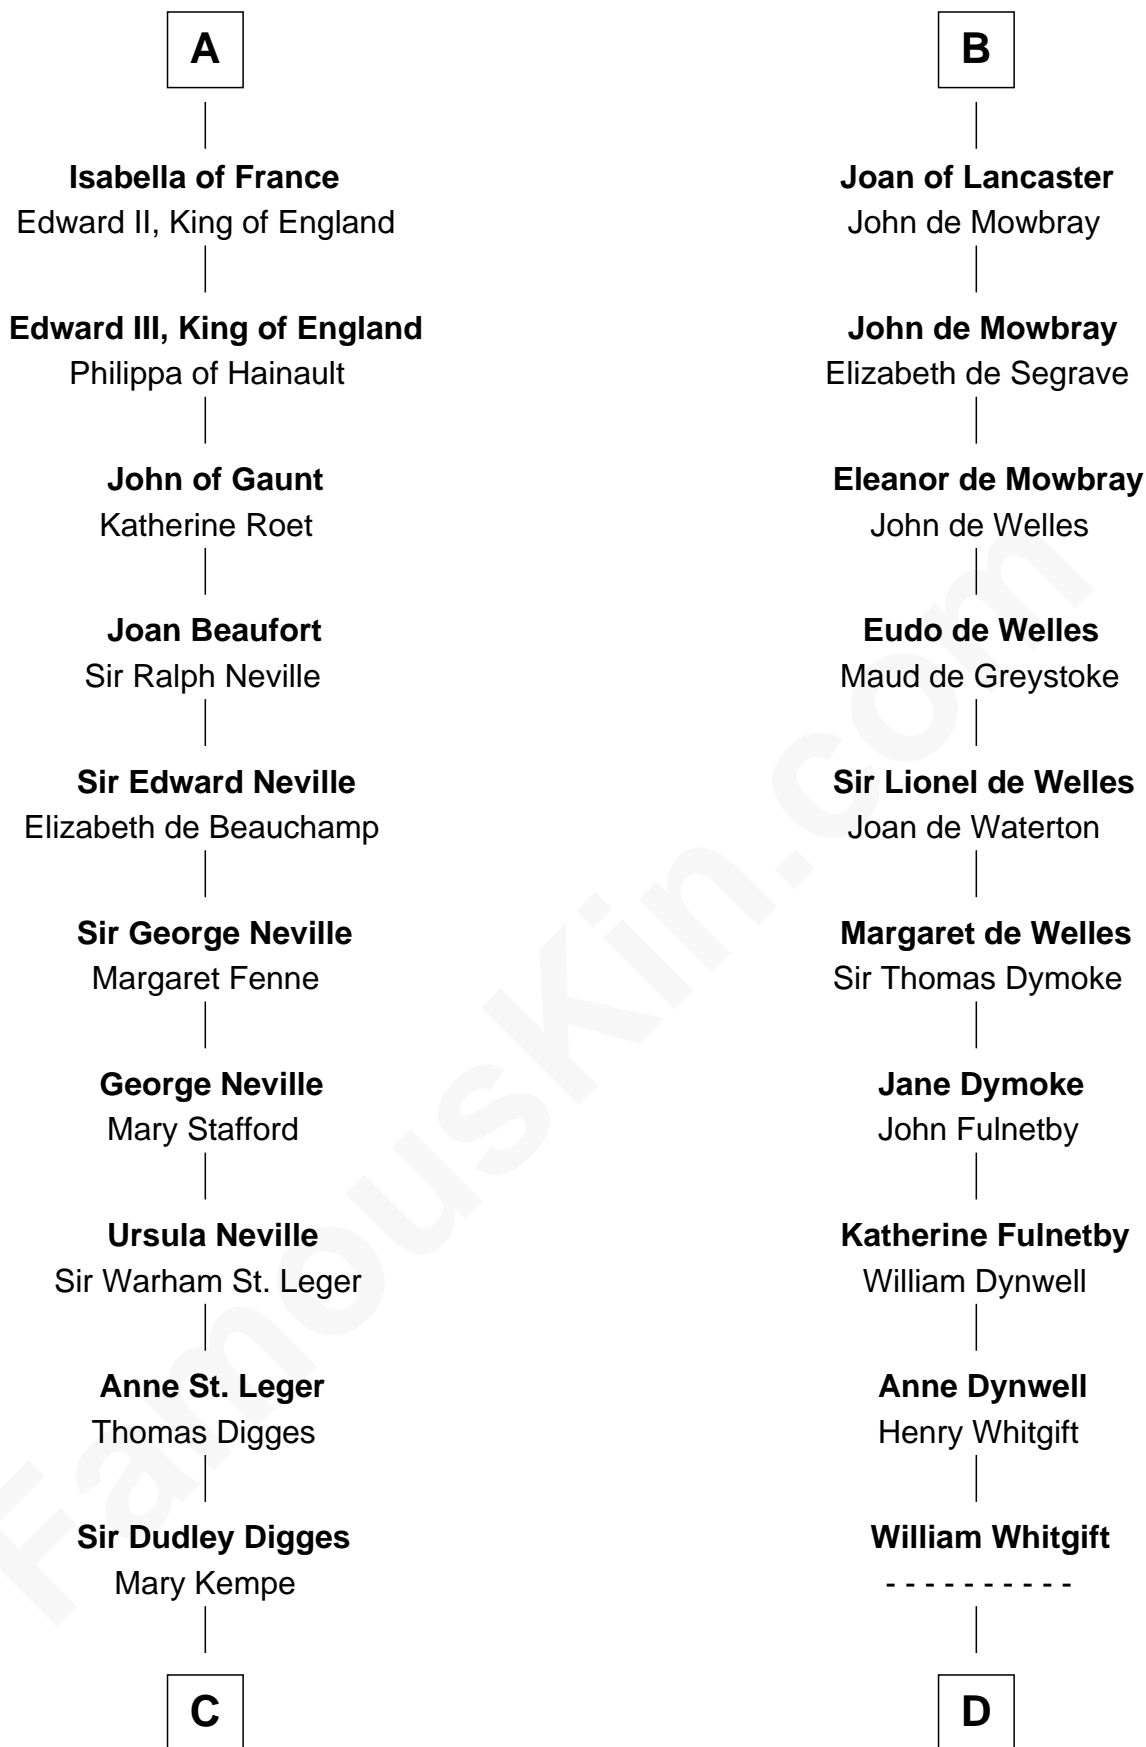 A
Isabella of France
Edward II, King of England
Edward III, King of England
Philippa of Hainault
John of Gaunt
Katherine Roet
Joan Beaufort
Sir Ralph Neville
Sir Edward Neville
Elizabeth de Beauchamp
Sir George Neville
Margaret Fenne
George Neville
Mary Stafford
Ursula Neville
Sir Warham St. Leger
Anne St. Leger
Thomas Digges
Sir Dudley Digges
Mary Kempe
C
B
Joan of Lancaster
John de Mowbray
John de Mowbray
Elizabeth de Segrave
Eleanor de Mowbray
John de Welles
Eudo de Welles
Maud de Greystoke
Sir Lionel de Welles
Joan de Waterton
Margaret de Welles
Sir Thomas Dymoke
Jane Dymoke
John Fulnetby
Katherine Fulnetby
William Dynwell
Anne Dynwell
Henry Whitgift
William Whitgift
- - - - - - - - - -
D
FamousKin.com